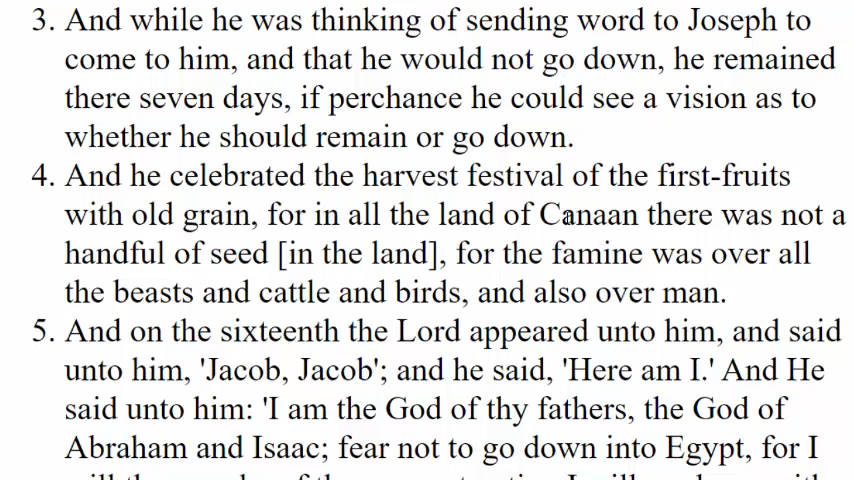 3. And while he was thinking of sending word to Joseph to
come to him, and that he would not go down, he remained
there seven days, if perchance he could see a vision as to
whether he should remain or go down.
4. And he celebrated the harvest festival of the first-fruits
with old grain, for in all the land of Canaan there was not a
handful of seed [in the land], for the famine was over all
the beasts and cattle and birds, and also over man.
5. And on the sixteenth the Lord appeared unto him, and said
unto him, 'Jacob, Jacob'; and he said, 'Here am I.' And He
said unto him: 'I am the God of thy fathers, the God of
Abraham and Isaac; fear not to go down into Egypt, for I